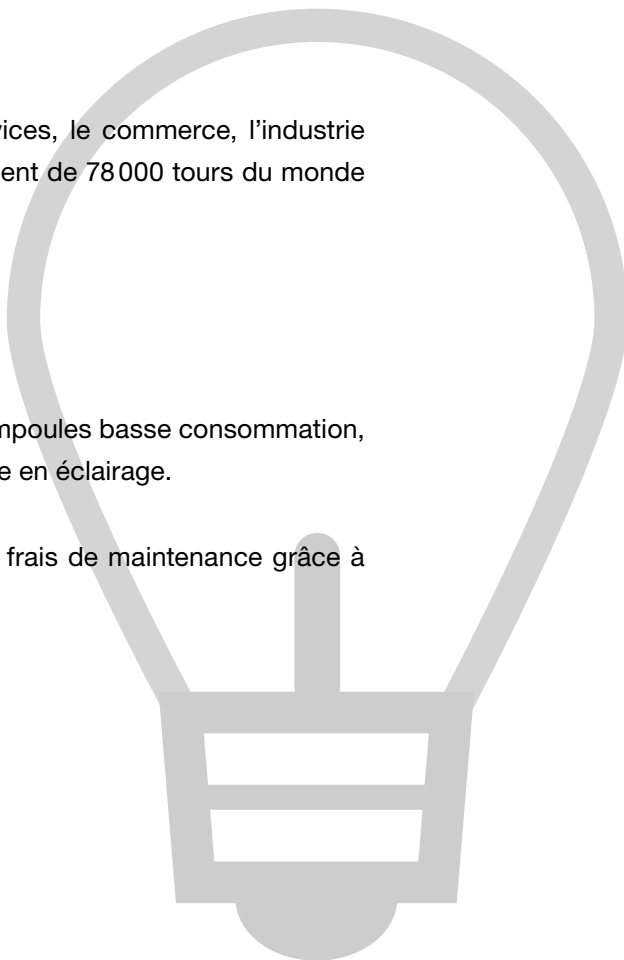 ices, le commerce, l’industrie
ent de 78 000 tours du monde
mpoules basse consommation,
e en éclairage.
frais de maintenance grâce à